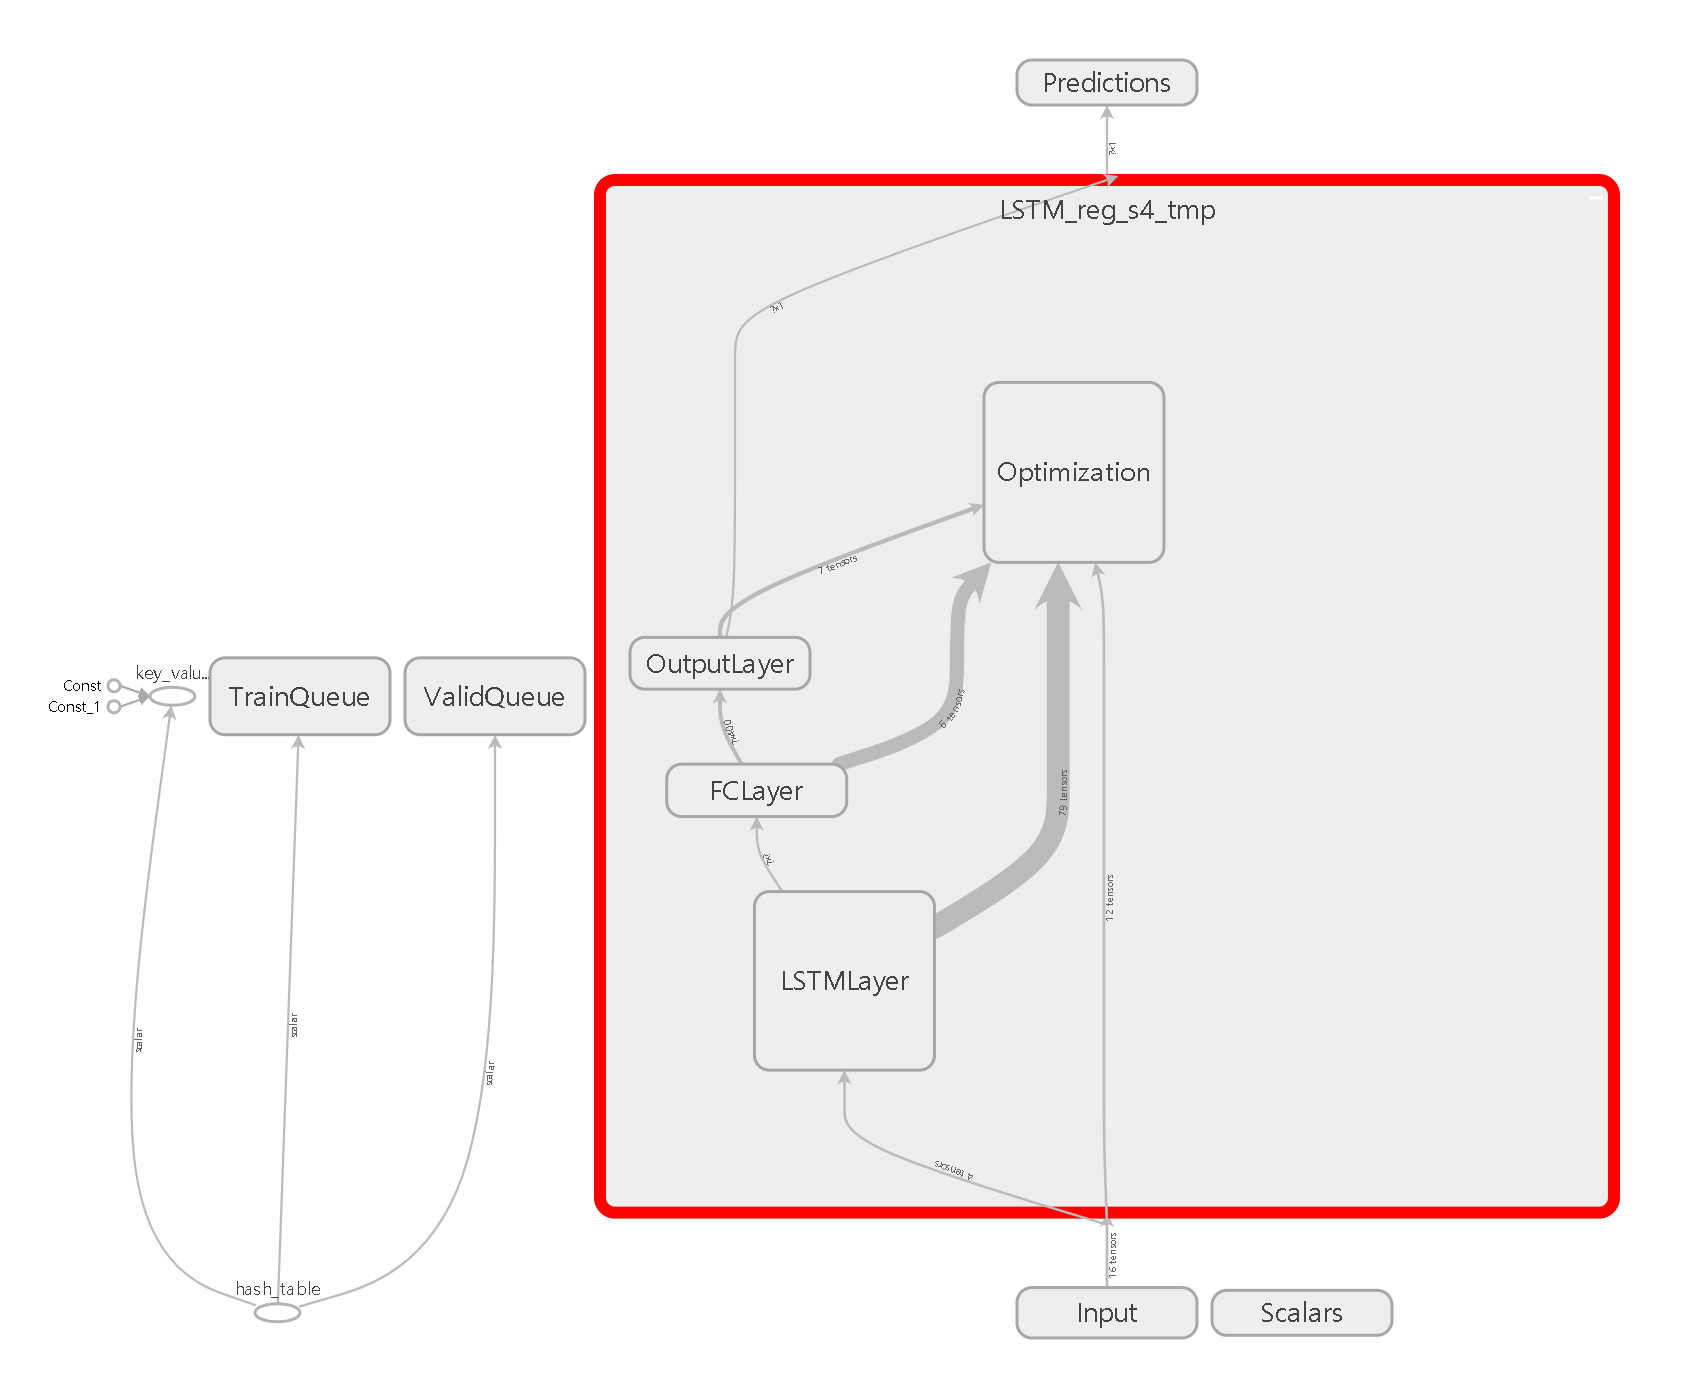 Predictions
?×1
LSTM_reg_s4_tmp
?×1
Optimization
7 tensors
OutputLayer
6 tensors
key_valu...
Const
Const_1
TrainQueue
ValidQueue
?×200
FCLayer
79 tensors
?×?
12 tensors
LSTMLayer
scalar
scalar
scalar
4 tensors
16 tensors
hash_table
Input
Scalars